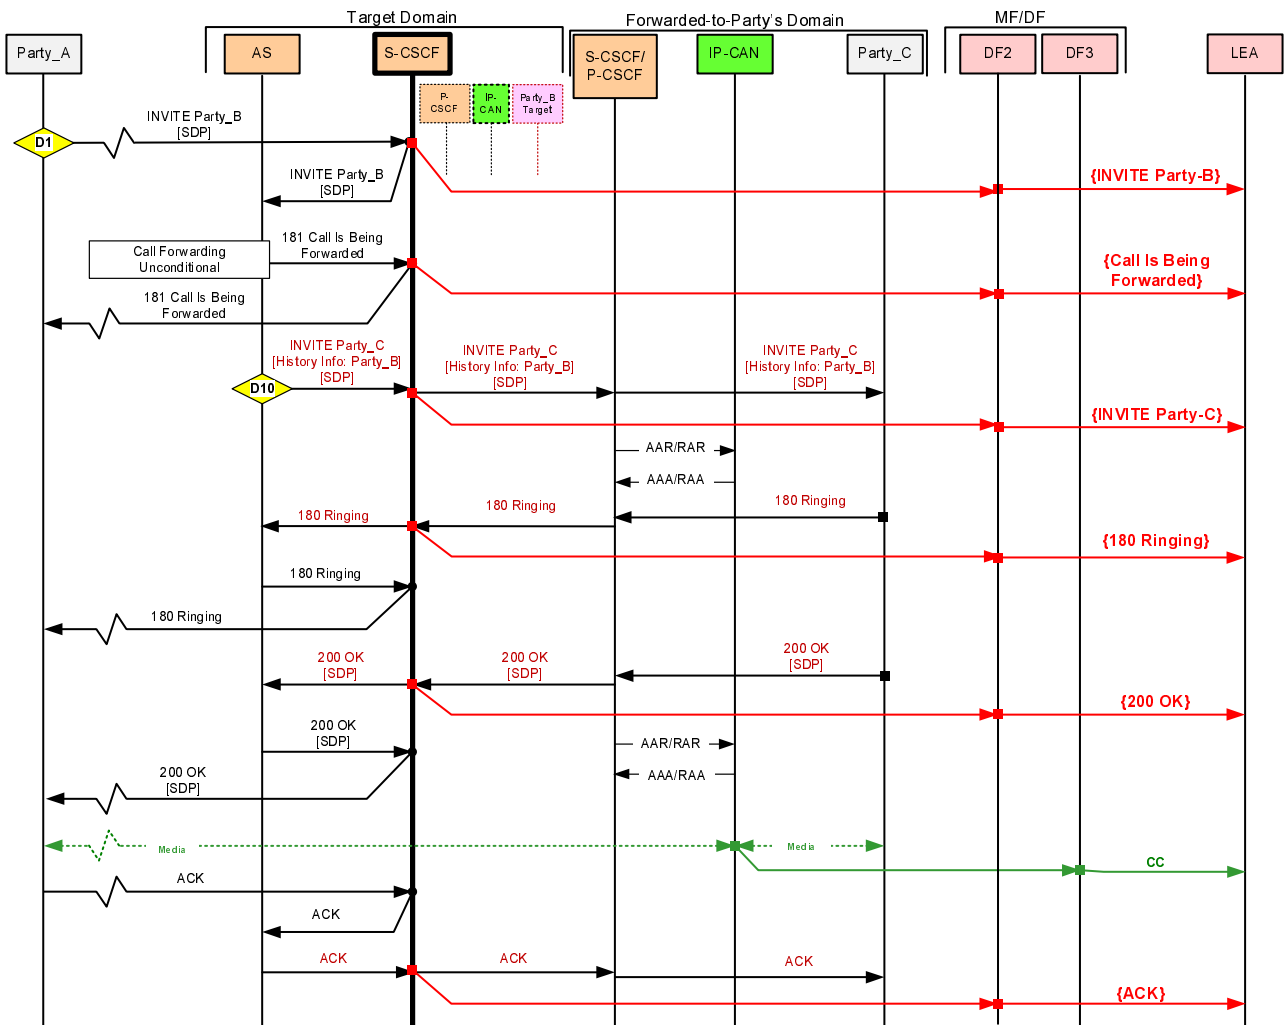 Target Domain
Forwarded-to-Party's Domain
MF/DF
Party_A
AS
S-CSCF
S-CSCF/
P-CSCF
IP-CAN
Party_C
DF2
DF3
LEA
P-
CSCF
IP-
CAN
Party_B
Target
D1
INVITE Party_B
[SDP]
INVITE Party_B
[SDP]
{INVITE Party-B}
Call Forwarding
Unconditional
181 Call Is Being
Forwarded
{Call Is Being
Forwarded}
181 Call Is Being
Forwarded
D10
INVITE Party_C
[History Info: Party_B]
[SDP]
INVITE Party_C
[History Info: Party_B]
[SDP]
INVITE Party_C
[History Info: Party_B]
[SDP]
{INVITE Party-C}
AAR/RAR
AAA/RAA
180 Ringing
180 Ringing
180 Ringing
{180 Ringing}
180 Ringing
180 Ringing
200 OK
[SDP]
200 OK
[SDP]
200 OK
[SDP]
{200 OK}
200 OK
[SDP]
AAR/RAR
200 OK
[SDP]
AAA/RAA
Media
Media
CC
ACK
ACK
ACK
ACK
ACK
{ACK}